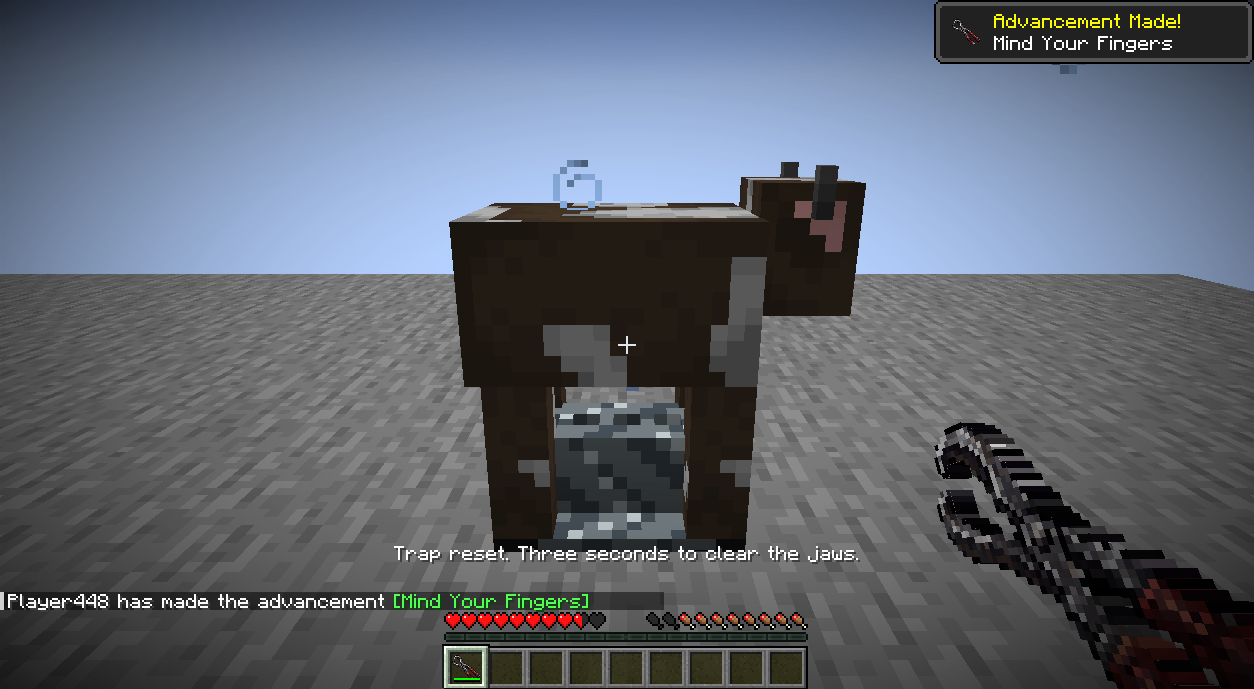 Advancement Made!
Mind Your Fingers
Trap reset. Three seconds to clear the jaws.
Player448 has made the advancement [Mind Your Fingers]